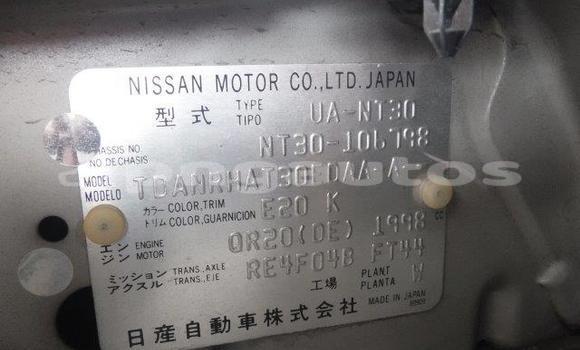 NISSAN MOTOR CO.,LTD.JAPAN
型式 TYPE TIPO UA-NT30
CHASSIS NO NO DE CHASIS NT30-106798
MODEL MODELO TDANRHAT30EDAA-A-
カラー COLOR,TRIM トリム COLOR,GUARNICION E20 K
エンジン ENGINE MOTOR QR20(DE) 1998 cc
ミッション アクスル TRANS.,AXLE TRANS.,EJE RE4F04B FT44
工場 PLANT PLANTA W
日産自動車株式会社 MADE IN JAPAN